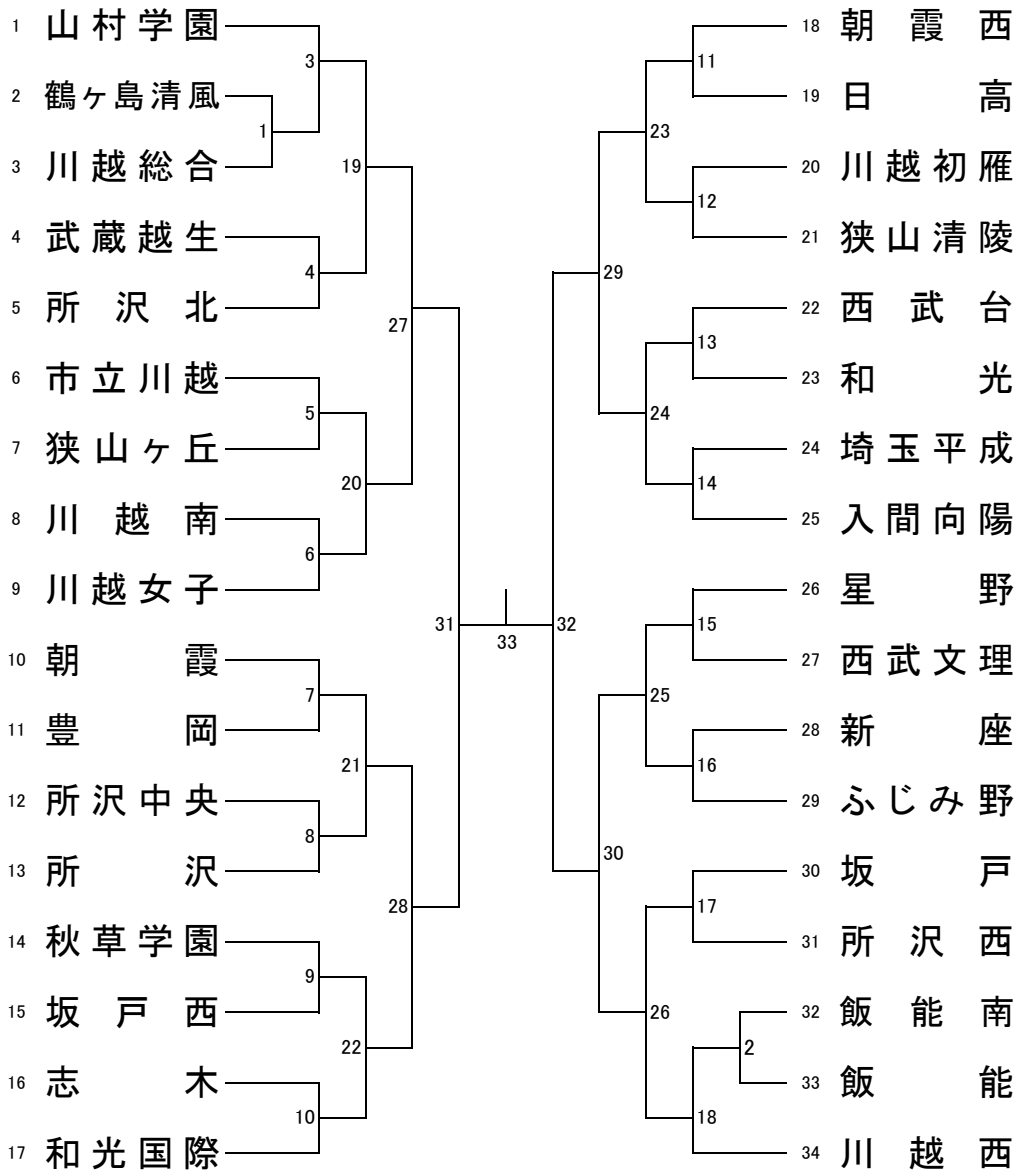 1 山村学園
3
2 鶴ヶ島清風
1
3 川越総合
19
4 武蔵越生
4
5 所沢北
27
6 市立川越
5
7 狭山ヶ丘
20
8 川越南
6
9 川越女子
31
10 朝霞
7
11 豊岡
21
12 所沢中央
8
13 所沢
28
14 秋草学園
9
15 坂戸西
22
16 志木
10
17 和光国際
33
18 朝霞西
11
19 日高
23
20 川越初雁
12
21 狭山清陵
29
22 西武台
13
23 和光
24
24 埼玉平成
14
25 入間向陽
32
26 星野
15
27 西武文理
25
28 新座
16
29 ふじみ野
30
30 坂戸
17
31 所沢西
26
32 飯能南
2
33 飯能
18
34 川越西